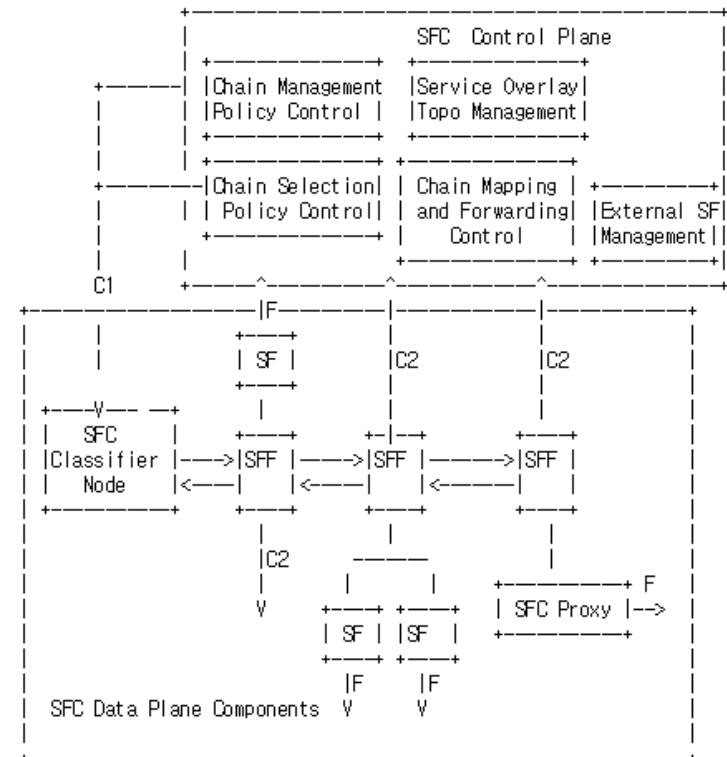 SFC Control Plane
Chain Management Service Overlay
Policy Control Topo Management
Chain Selection Chain Mapping
Policy Control and Forwarding External SF
Control Management
C1
F
SF C2 C2
V
SFC
Classifier SFF SFF SFF
Node
C2
F
V SFC Proxy
SF SF
F F
SFC Data Plane Components V V